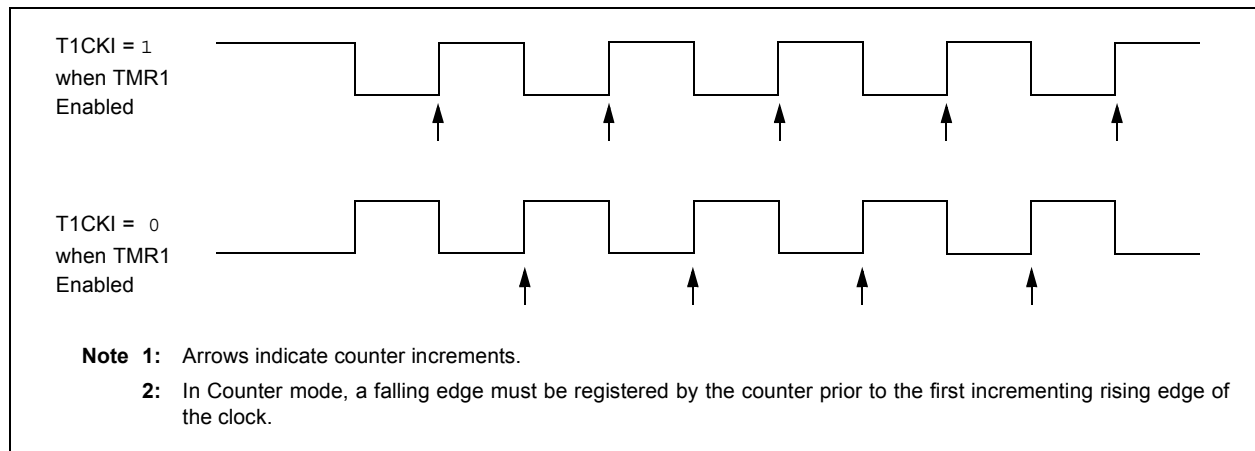 T1CKI = 1
when TMR1
Enabled
T1CKI = 0
when TMR1
Enabled
Note 1: Arrows indicate counter increments.
2: In Counter mode, a falling edge must be registered by the counter prior to the first incrementing rising edge of
the clock.